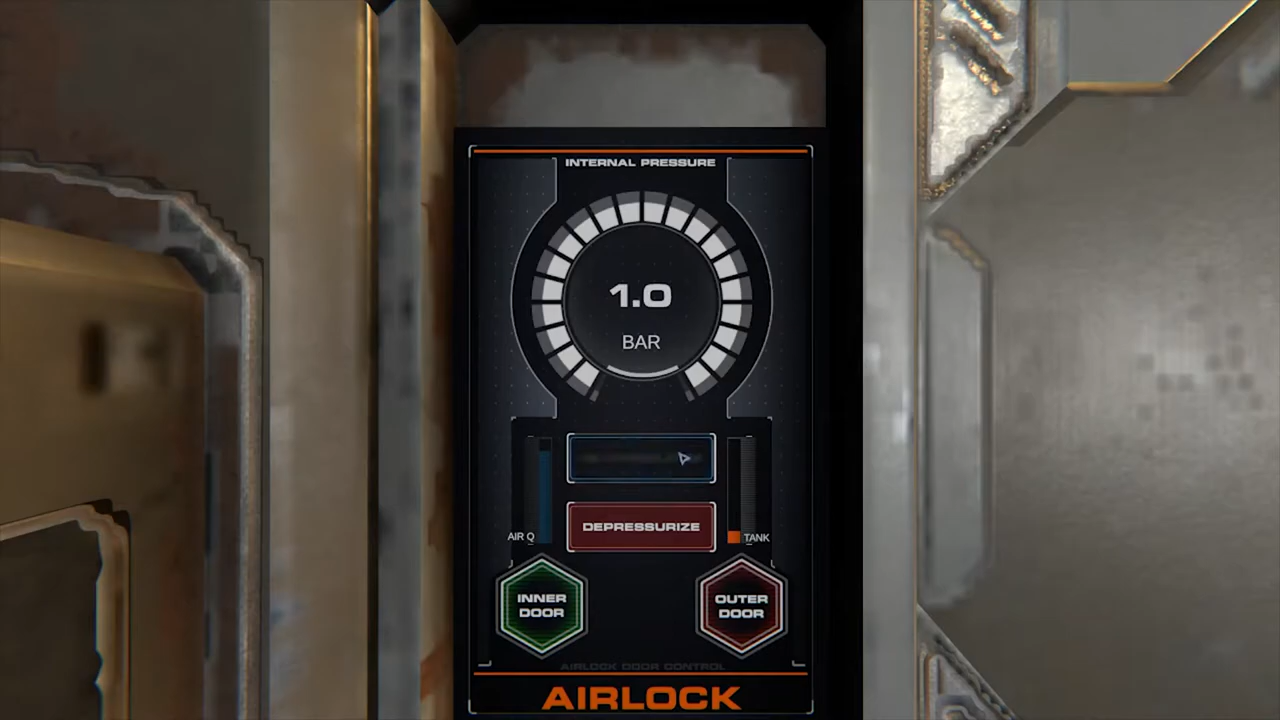 INTERNAL PRESSURE
1.0
BAR
DEPRESSURIZE
AIR Q
TANK
INNER
DOOR
OUTER
DOOR
AIRLOCK DOOR CONTROL
AIRLOCK